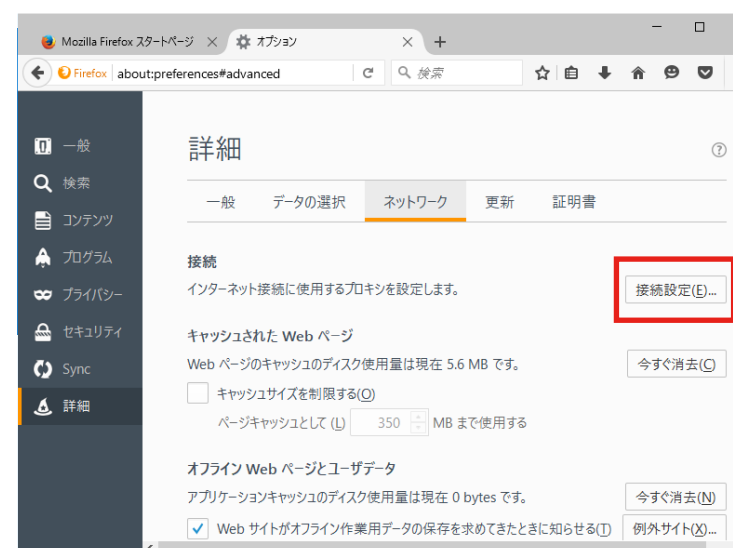 Mozilla Firefox スタートページ
オプション
Firefox
about:preferences#advanced
検索
一般
検索
コンテンツ
プログラム
プライバシー
セキュリティ
Sync
詳細
詳細
一般
データの選択
ネットワーク
更新
証明書
接続
インターネット接続に使用するプロキシを設定します。
接続設定(E)...
キャッシュされた Web ページ
Web ページのキャッシュのディスク使用量は現在 5.6 MB です。
今すぐ消去(C)
キャッシュサイズを制限する(O)
ページキャッシュとして (L) 350 MB まで使用する
オフライン Web ページとユーザデータ
アプリケーションキャッシュのディスク使用量は現在 0 bytes です。
今すぐ消去(N)
Web サイトがオフライン作業用データの保存を求めてきたときに知らせる(T)
例外サイト(X)...